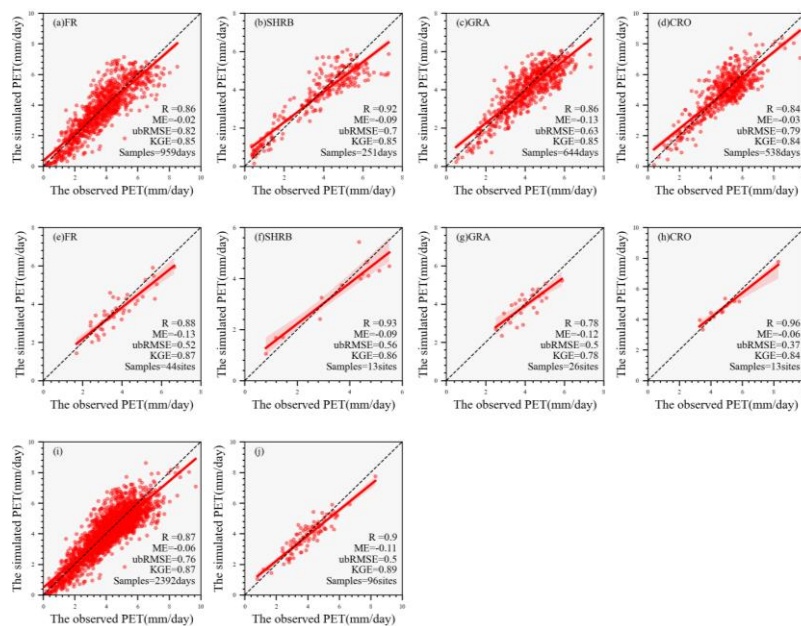 (a)FR
R =0.86
ME=-0.02
ubRMSE=0.82
KGE=0.85
Samples=959days
The simulated PET(mm/day)
The observed PET(mm/day)
(b)SHRB
R =0.92
ME=-0.09
ubRMSE=0.7
KGE=0.85
Samples=251days
The simulated PET(mm/day)
The observed PET(mm/day)
(c)GRA
R =0.86
ME=-0.13
ubRMSE=0.63
KGE=0.85
Samples=644days
The simulated PET(mm/day)
The observed PET(mm/day)
(d)CRO
R =0.84
ME=-0.03
ubRMSE=0.79
KGE=0.84
Samples=538days
The simulated PET(mm/day)
The observed PET(mm/day)
(e)FR
R =0.88
ME=-0.13
ubRMSE=0.52
KGE=0.87
Samples=44sites
The simulated PET(mm/day)
The observed PET(mm/day)
(f)SHRB
R =0.93
ME=-0.09
ubRMSE=0.56
KGE=0.86
Samples=13sites
The simulated PET(mm/day)
The observed PET(mm/day)
(g)GRA
R =0.78
ME=-0.12
ubRMSE=0.5
KGE=0.78
Samples=26sites
The simulated PET(mm/day)
The observed PET(mm/day)
(h)CRO
R =0.96
ME=-0.06
ubRMSE=0.37
KGE=0.84
Samples=13sites
The simulated PET(mm/day)
The observed PET(mm/day)
(i)
R =0.87
ME=-0.06
ubRMSE=0.76
KGE=0.87
Samples=2392days
The simulated PET(mm/day)
The observed PET(mm/day)
(j)
R =0.9
ME=-0.11
ubRMSE=0.5
KGE=0.89
Samples=96sites
The simulated PET(mm/day)
The observed PET(mm/day)